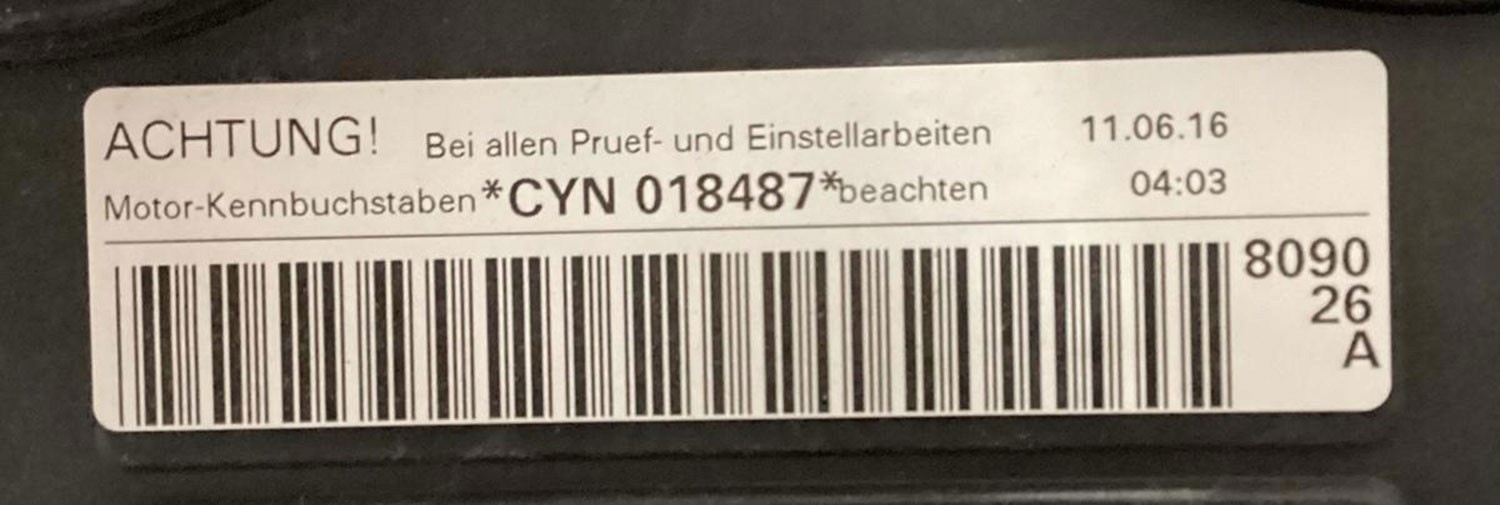 ACHTUNG! Bei allen Pruef- und Einstellarbeiten 11.06.16
Motor-Kennbuchstaben *CYN 018487* beachten 04:03
8090
26
A